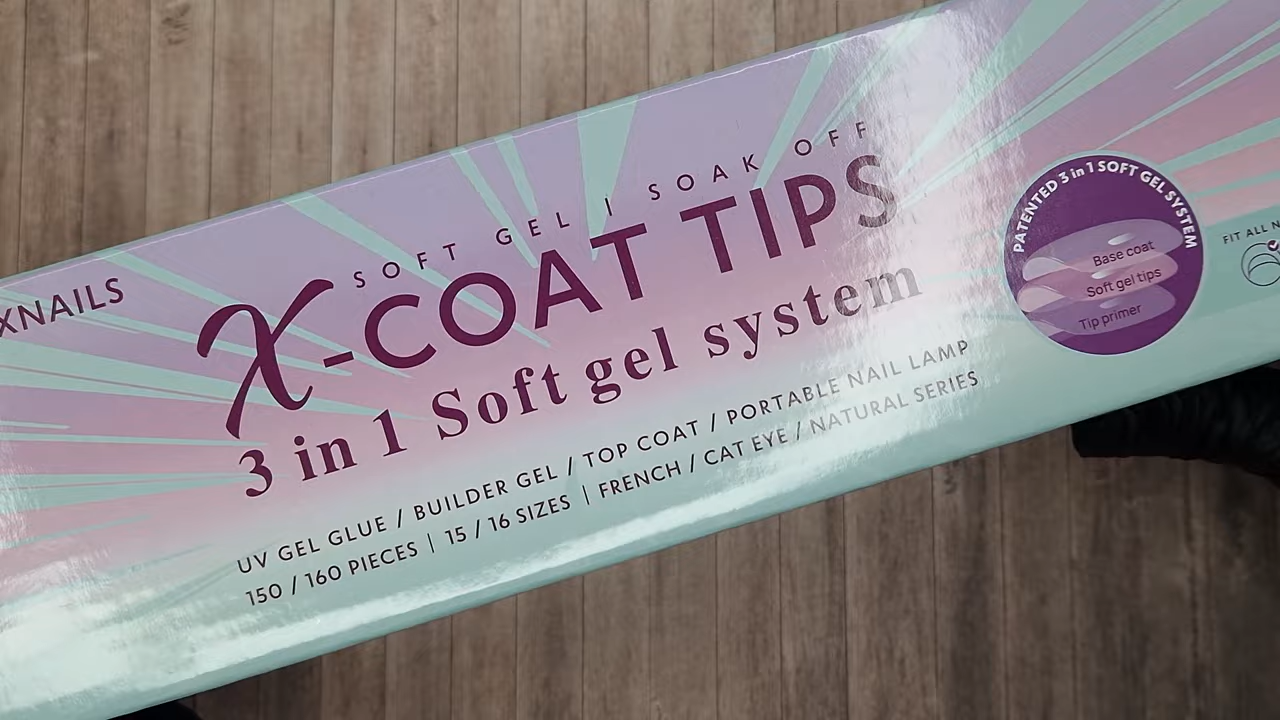 XNAILS
SOFT GEL | SOAK OFF
X-COAT TIPS
3 in 1 Soft gel system
UV GEL GLUE / BUILDER GEL / TOP COAT / PORTABLE NAIL LAMP
150 / 160 PIECES | 15 / 16 SIZES | FRENCH / CAT EYE / NATURAL SERIES
PATENTED 3 in 1 SOFT GEL SYSTEM
Base coat
Soft gel tips
Tip primer
FIT ALL